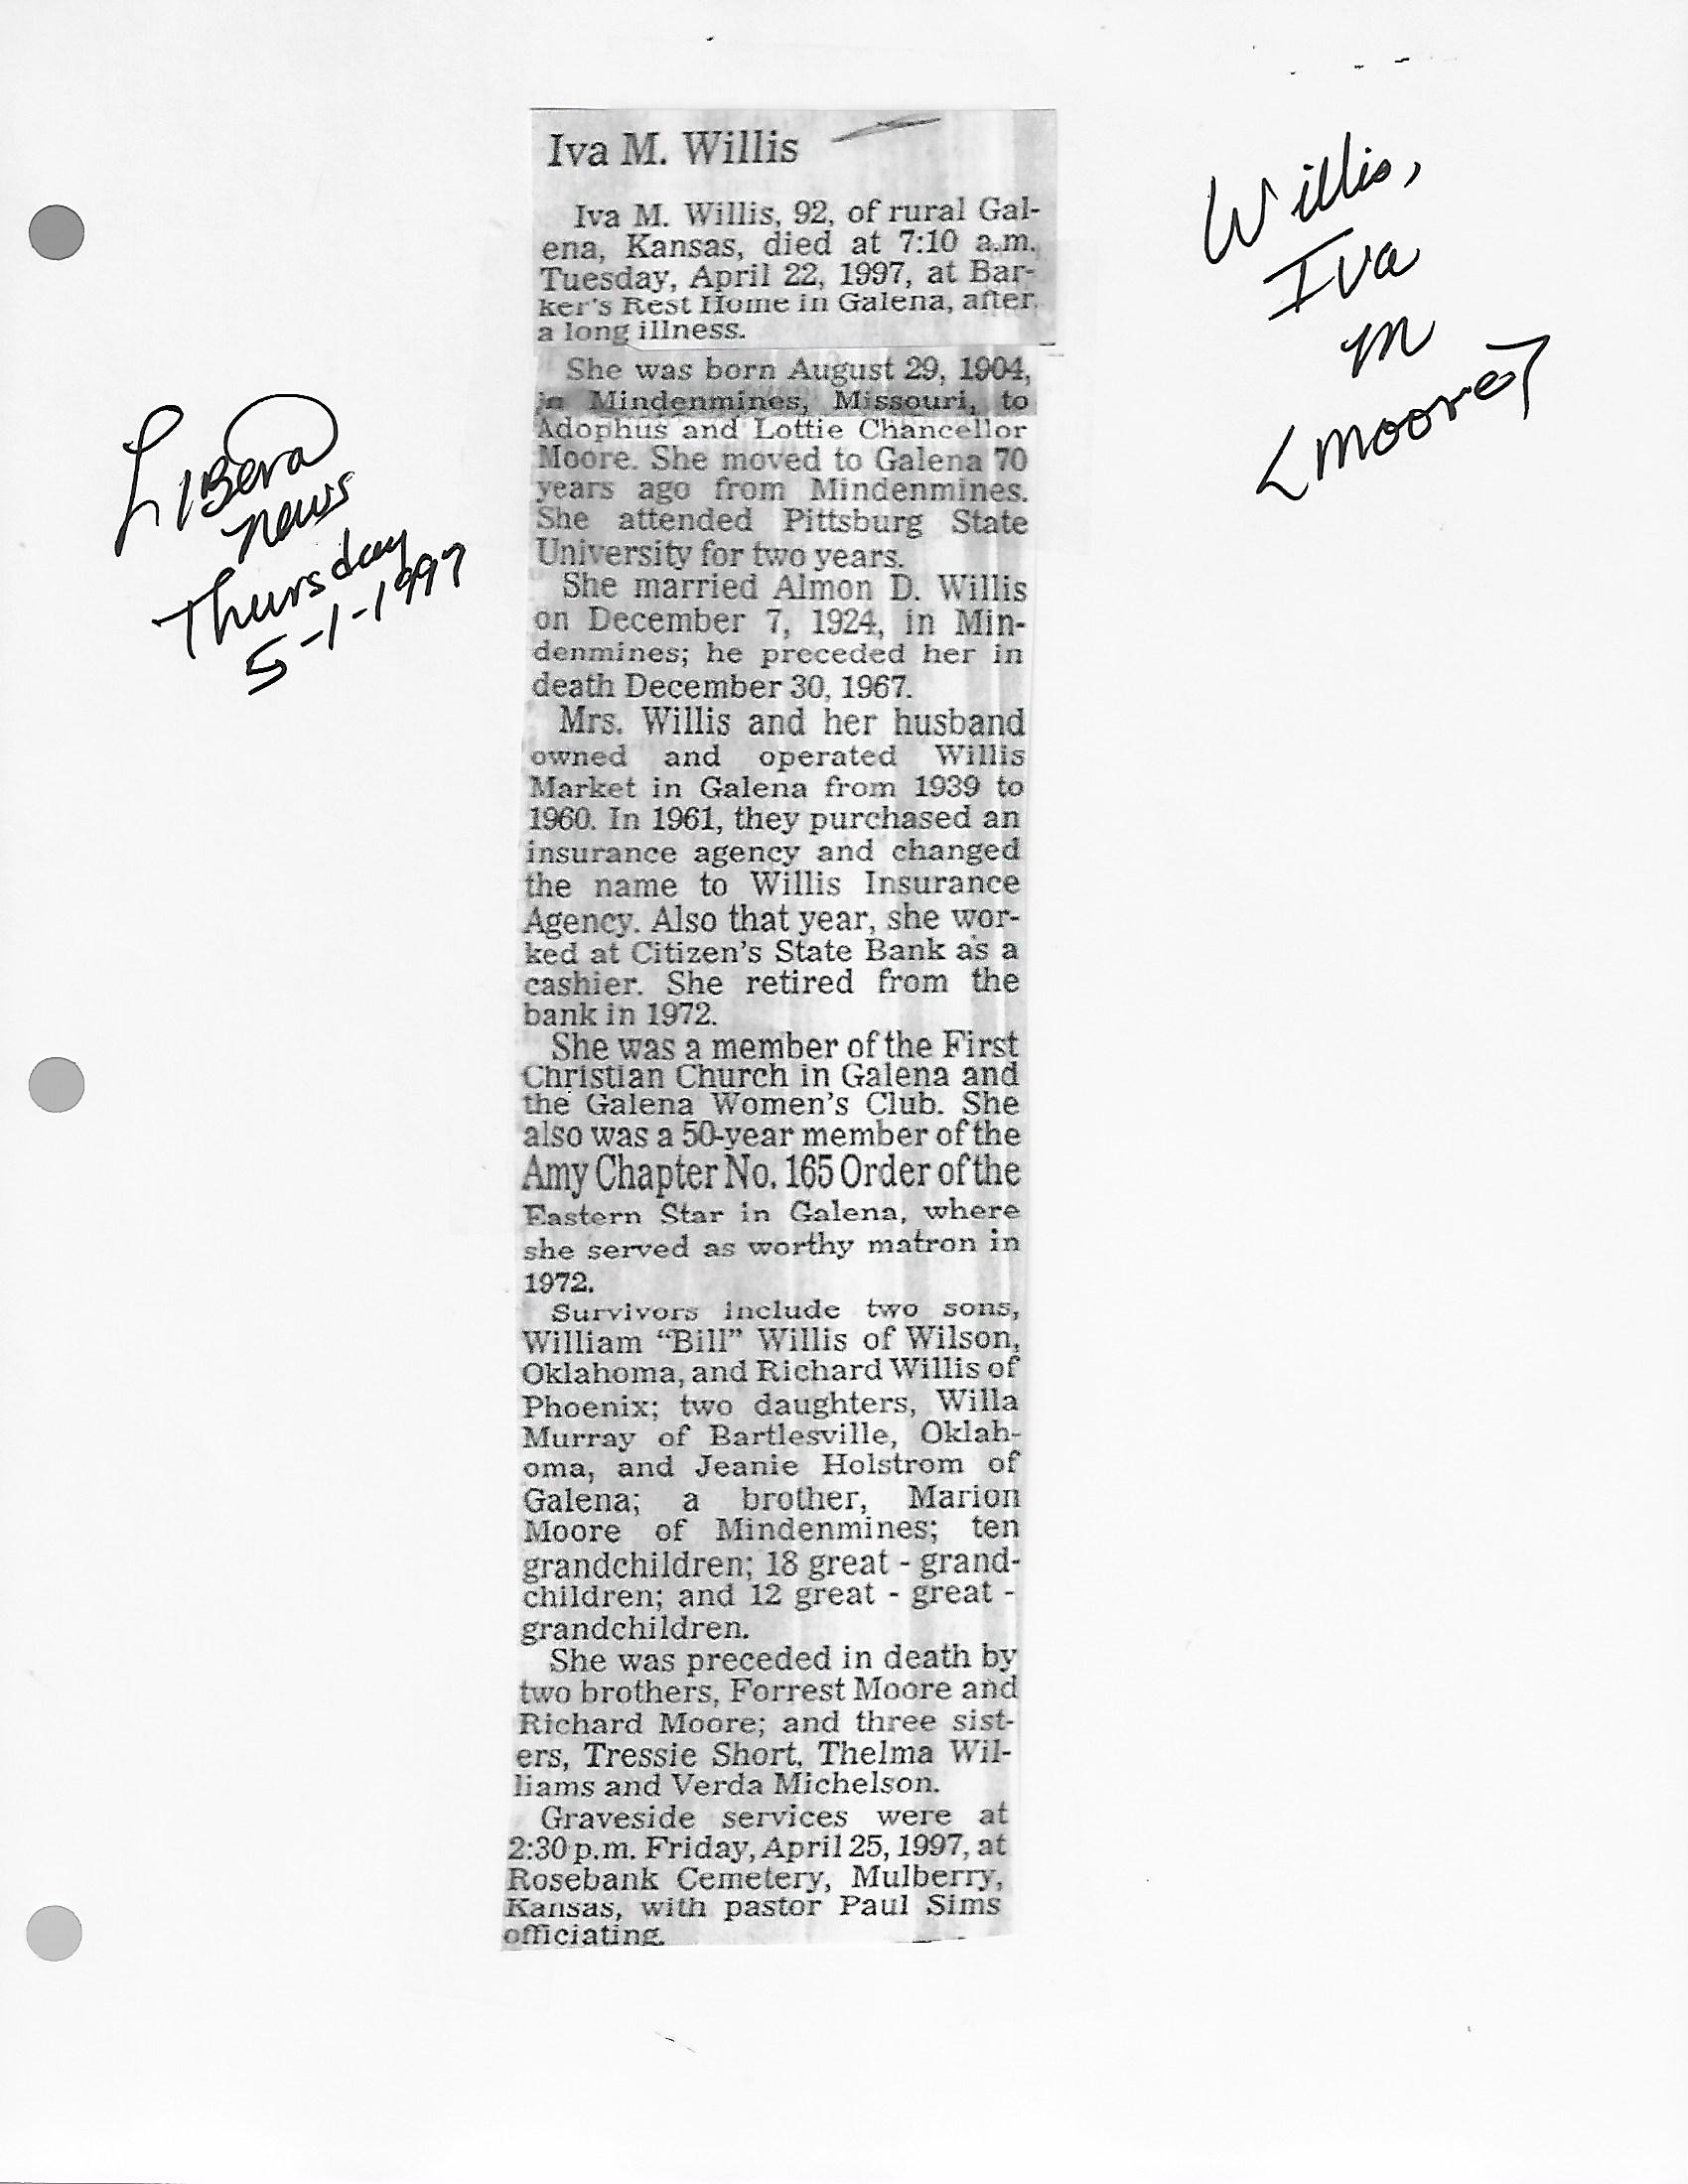 Iva M. Willis
Iva M. Willis, 92, of rural Gal-
ena, Kansas, died at 7:10 a.m.
Tuesday, April 22, 1997, at Bar-
ker's Rest Home in Galena, after
a long illness.
She was born August 29, 1904,
in Mindenmines, Missouri, to
Adophus and Lottie Chancellor
Moore. She moved to Galena 70
years ago from Mindenmines.
She attended Pittsburg State
University for two years.
She married Almon D. Willis
on December 7, 1924, in Min-
denmines; he preceded her in
death December 30, 1967.
Mrs. Willis and her husband
owned and operated Willis
Market in Galena from 1939 to
1960. In 1961, they purchased an
insurance agency and changed
the name to Willis Insurance
Agency. Also that year, she wor-
ked at Citizen's State Bank as a
cashier. She retired from the
bank in 1972.
She was a member of the First
Christian Church in Galena and
the Galena Women's Club. She
also was a 50-year member of the
Amy Chapter No. 165 Order of the
Eastern Star in Galena, where
she served as worthy matron in
1972.
Survivors include two sons,
William "Bill" Willis of Wilson,
Oklahoma, and Richard Willis of
Phoenix; two daughters, Willa
Murray of Bartlesville, Oklah-
oma, and Jeanie Holstrom of
Galena; a brother, Marion
Moore of Mindenmines; ten
grandchildren; 18 great - grand-
children; and 12 great - great -
grandchildren.
She was preceded in death by
two brothers, Forrest Moore and
Richard Moore; and three sist-
ers, Tressie Short, Thelma Wil-
liams and Verda Michelson.
Graveside services were at
2:30 p.m. Friday, April 25, 1997, at
Rosebank Cemetery, Mulberry,
Kansas, with pastor Paul Sims
officiating.
Liberal
News
Thursday
5-1-1997
Willis,
Iva
M
<Moore>